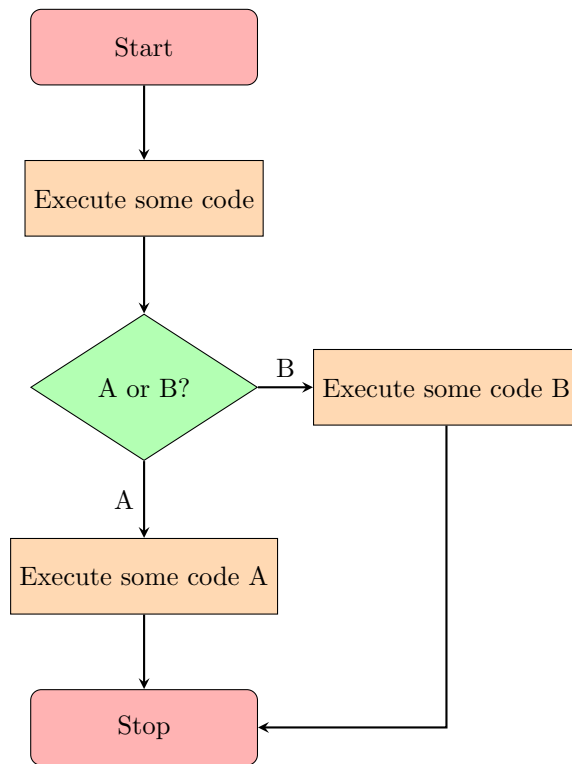 Start
Execute some code
A or B?
B
Execute some code B
A
Execute some code A
Stop